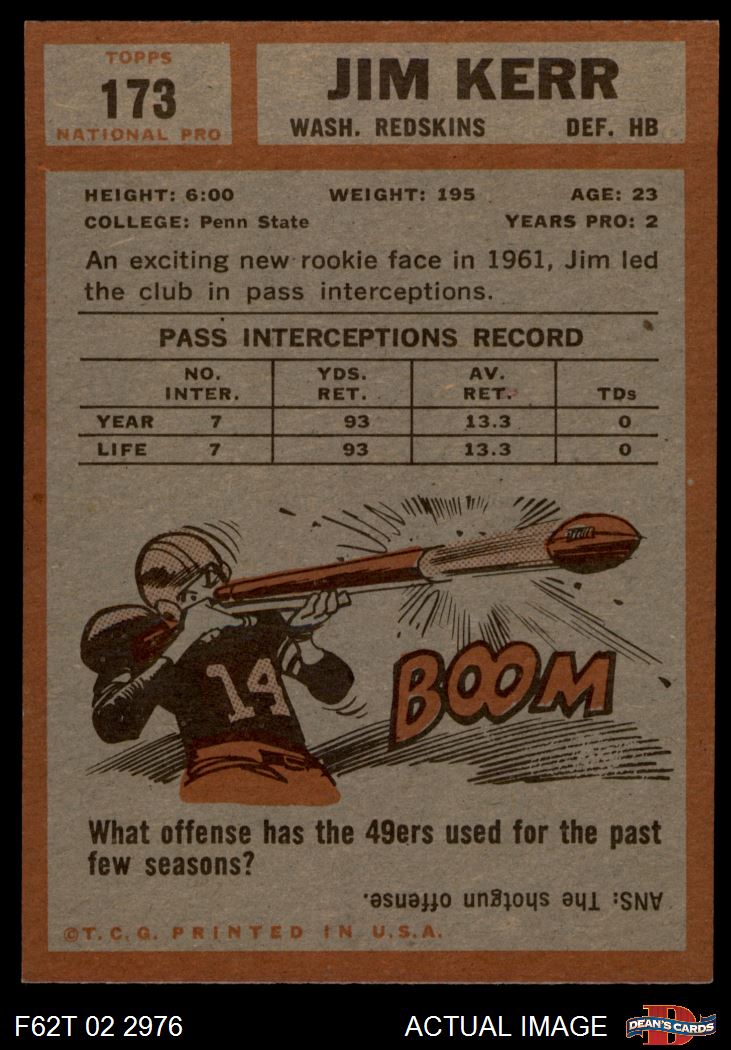 TOPPS
173
NATIONAL PRO
JIM KERR
WASH. REDSKINS DEF. HB
HEIGHT: 6:00 WEIGHT: 195 AGE: 23
COLLEGE: Penn State YEARS PRO: 2
An exciting new rookie face in 1961, Jim led
the club in pass interceptions.
PASS INTERCEPTIONS RECORD
NO. INTER. YDS. RET. AV. RET. TDs
YEAR 7 93 13.3 0
LIFE 7 93 13.3 0
14
BOOM
What offense has the 49ers used for the past
few seasons?
ANS: The shotgun offense.
©T.C.G. PRINTED IN U.S.A.
F62T 02 2976 ACTUAL IMAGE
D
DEAN'S CARDS